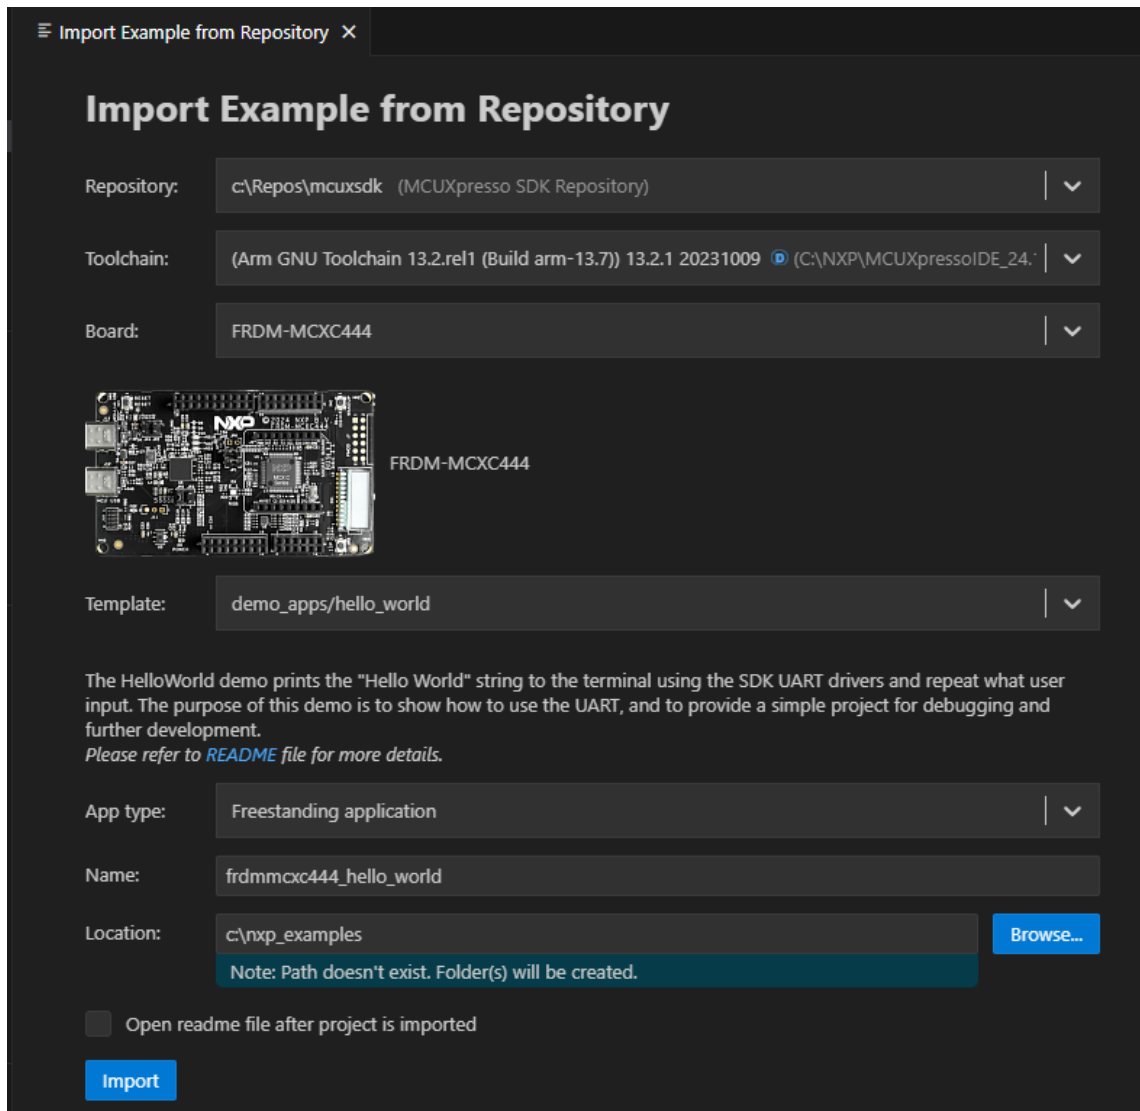 Import Example from Repository
Import Example from Repository
Repository: c:\Repos\mcuxsdk (MCUXpresso SDK Repository)
Toolchain: (Arm GNU Toolchain 13.2.rel1 (Build arm-13.7)) 13.2.1 20231009 D (C:\NXP\MCUXpressoIDE_24.
Board: FRDM-MCXC444
NXP ©2024 NXP B.V.
FRDM-MCXC444
FRDM-MCXC444
Template: demo_apps/hello_world
The HelloWorld demo prints the "Hello World" string to the terminal using the SDK UART drivers and repeat what user
input. The purpose of this demo is to show how to use the UART, and to provide a simple project for debugging and
further development.
Please refer to README file for more details.
App type: Freestanding application
Name: frdmmcxc444_hello_world
Location: c:\nxp_examples Browse...
Note: Path doesn't exist. Folder(s) will be created.
Open readme file after project is imported
Import